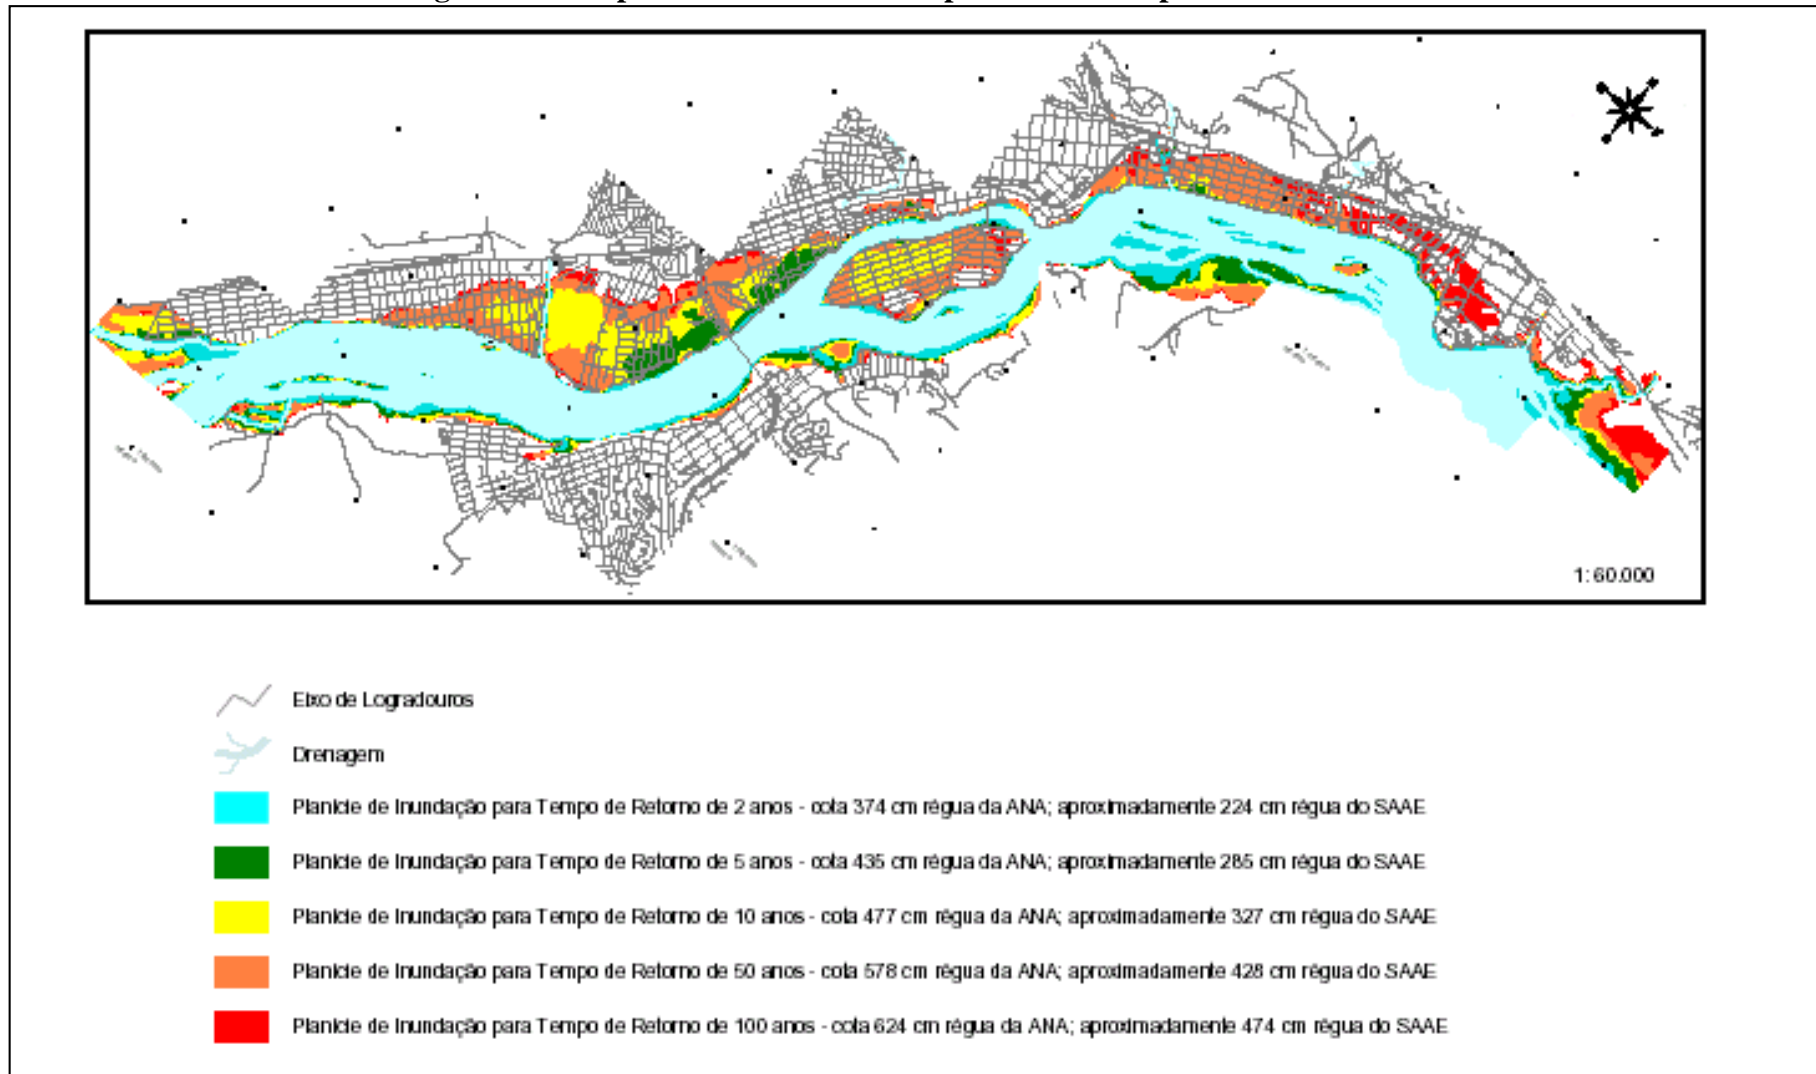 1: 60.000
Eixo de Logradouros
Drenagem
Planície de Inundação para Tempo de Retorno de 2 anos - cota 374 cm régua da ANA; aproximadamente 224 cm régua do SAAE
Planície de Inundação para Tempo de Retorno de 5 anos - cota 435 cm régua da ANA; aproximadamente 285 cm régua do SAAE
Planície de Inundação para Tempo de Retorno de 10 anos - cota 477 cm régua da ANA; aproximadamente 327 cm régua do SAAE
Planície de Inundação para Tempo de Retorno de 50 anos - cota 578 cm régua da ANA; aproximadamente 428 cm régua do SAAE
Planície de Inundação para Tempo de Retorno de 100 anos - cota 624 cm régua da ANA; aproximadamente 474 cm régua do SAAE